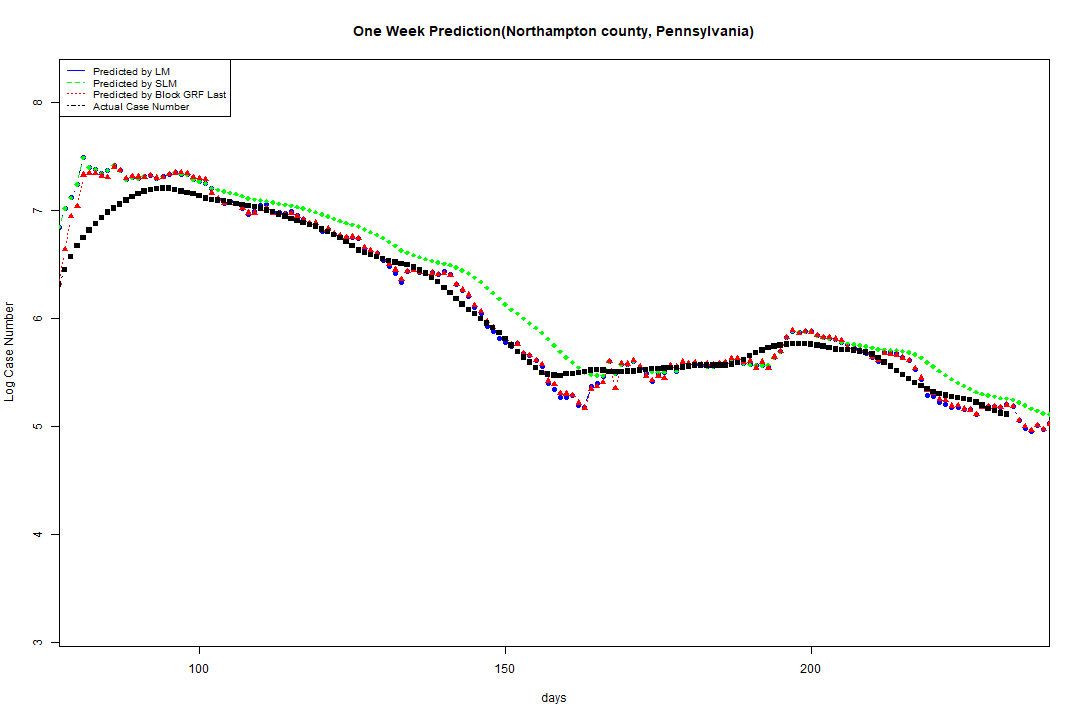 One Week Prediction(Northampton county, Pennsylvania)
Predicted by LM
Predicted by SLM
Predicted by Block GRF Last
Actual Case Number
8
7
6
5
4
3
Log Case Number
100 150 200
days